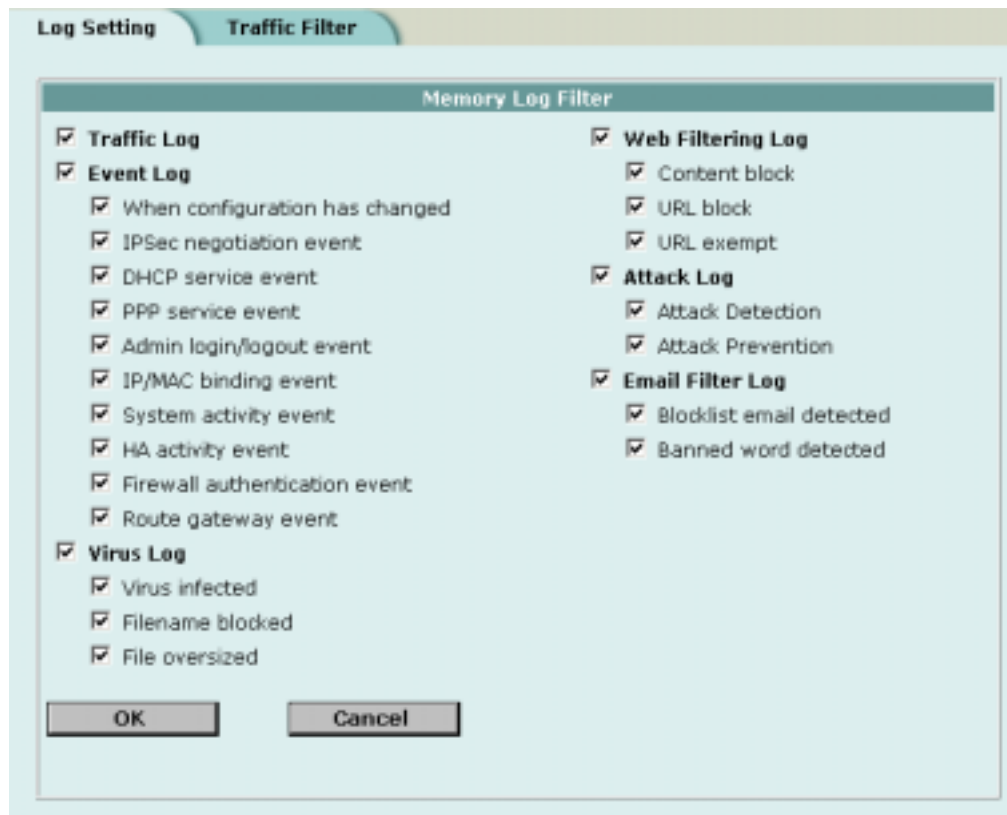 Log Setting
Traffic Filter
Memory Log Filter
Traffic Log
Event Log
When configuration has changed
IPSec negotiation event
DHCP service event
PPP service event
Admin login/logout event
IP/MAC binding event
System activity event
HA activity event
Firewall authentication event
Route gateway event
Virus Log
Virus infected
Filename blocked
File oversized
Web Filtering Log
Content block
URL block
URL exempt
Attack Log
Attack Detection
Attack Prevention
Email Filter Log
Blocklist email detected
Banned word detected
OK
Cancel